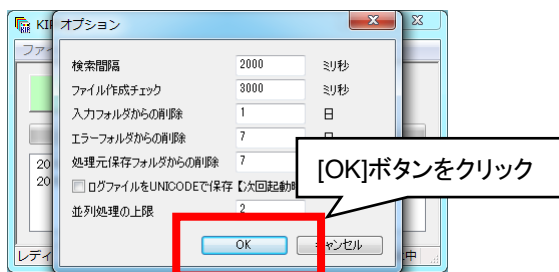 KIF オプション
ファ
検索間隔 2000 ミリ秒
ファイル作成チェック 3000 ミリ秒
入力フォルダからの削除 1 日
エラーフォルダからの削除 7 日
処理元保存フォルダからの削除 7
ログファイルをUNICODEで保存【次回起動時
並列処理の上限 2
[OK]ボタンをクリック
20
20
OK キャンセル
レディ 中